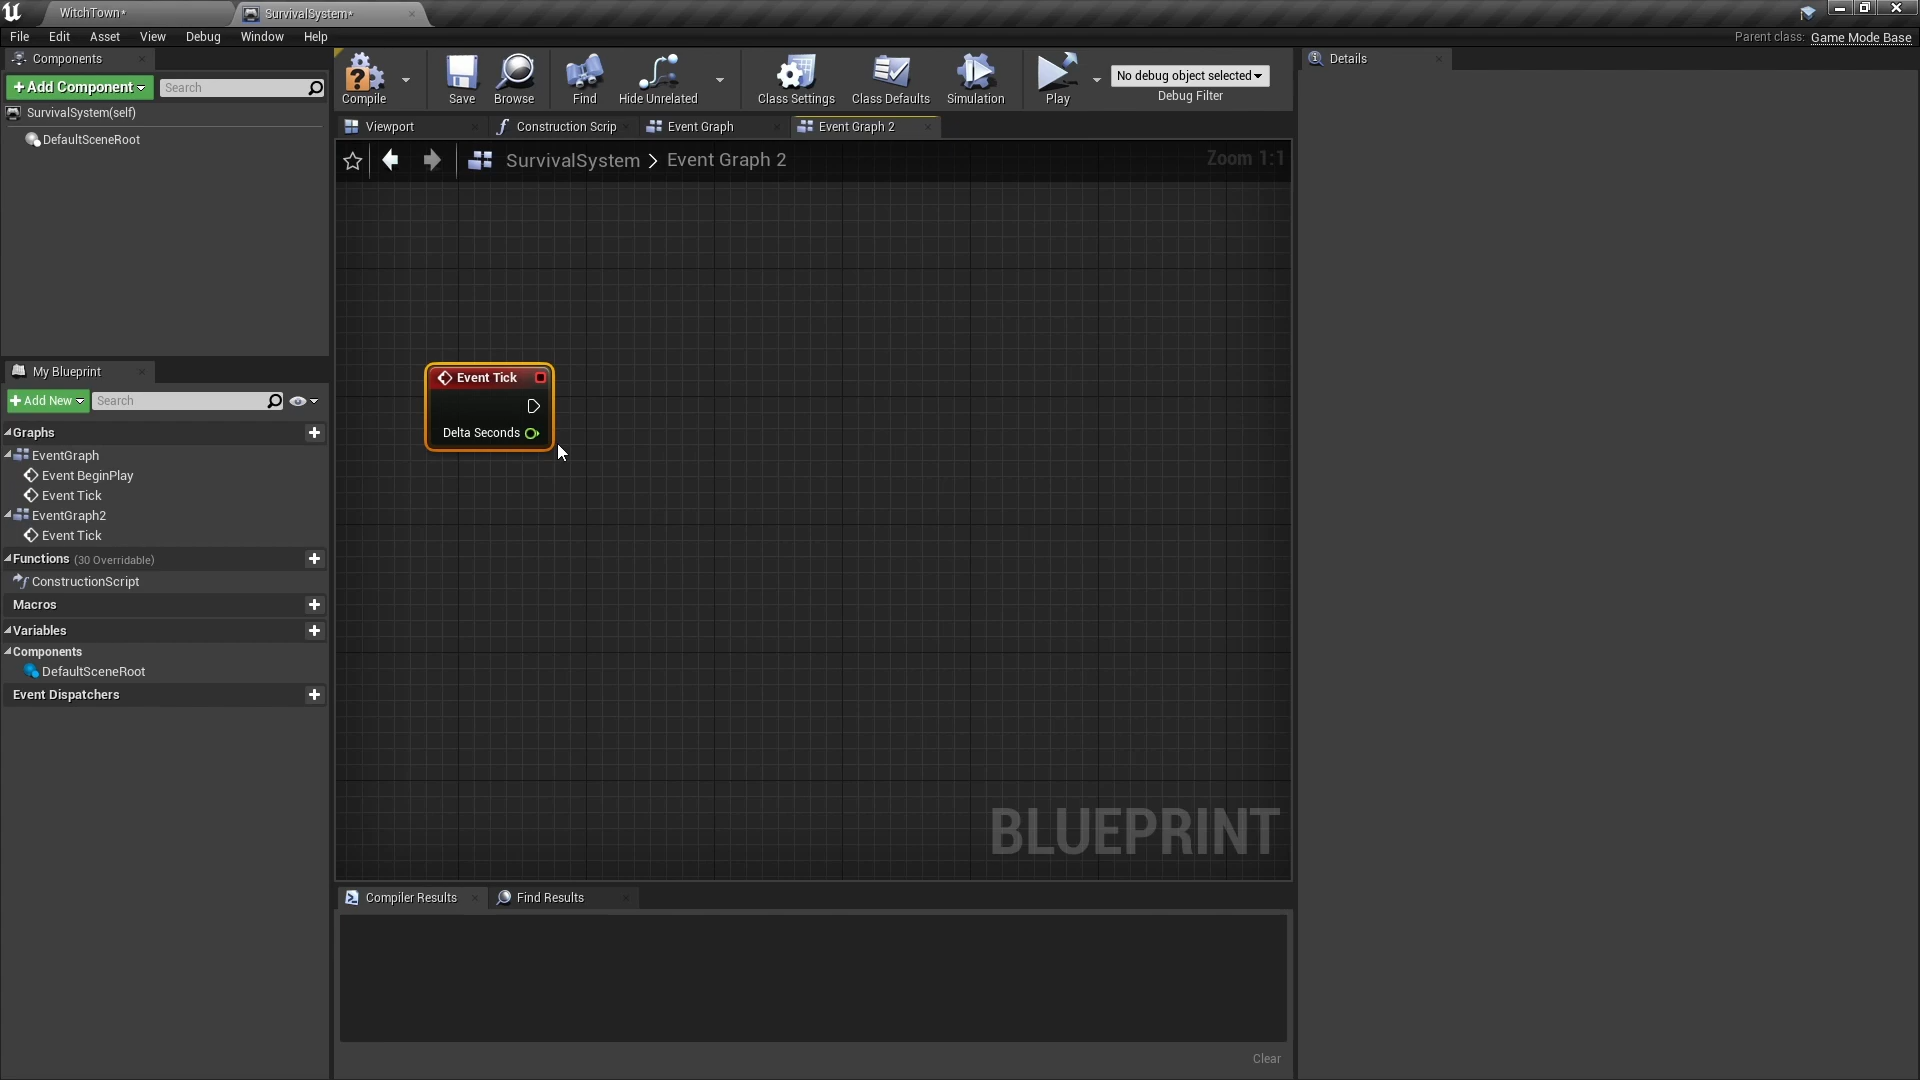 WitchTown*
SurvivalSystem*
File Edit Asset View Debug Window Help
Parent class: Game Mode Base
Components
+ Add Component
Search
SurvivalSystem(self)
DefaultSceneRoot
Compile
Save
Browse
Find
Hide Unrelated
Class Settings
Class Defaults
Simulation
Play
No debug object selected
Debug Filter
Details
Viewport
Construction Scrip
Event Graph
Event Graph 2
SurvivalSystem > Event Graph 2
Zoom 1:1
Event Tick
Delta Seconds
BLUEPRINT
My Blueprint
+ Add New
Search
Graphs
EventGraph
Event BeginPlay
Event Tick
EventGraph2
Event Tick
Functions (30 Overridable)
ConstructionScript
Macros
Variables
Components
DefaultSceneRoot
Event Dispatchers
Compiler Results
Find Results
Clear